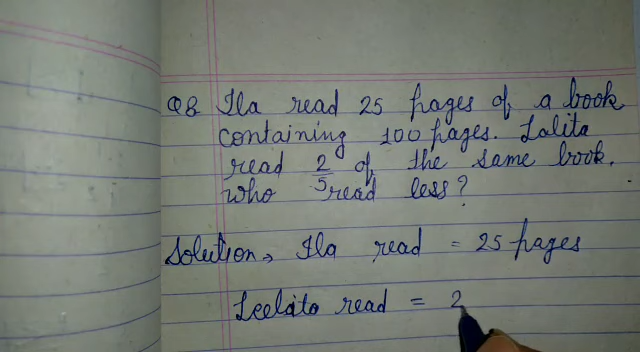 Q8 Ila read 25 pages of a book
containing 100 pages. Lalita
read 2/5 of the same book.
who read less?
Solution → Ila read = 25 pages
Leelata read = 2